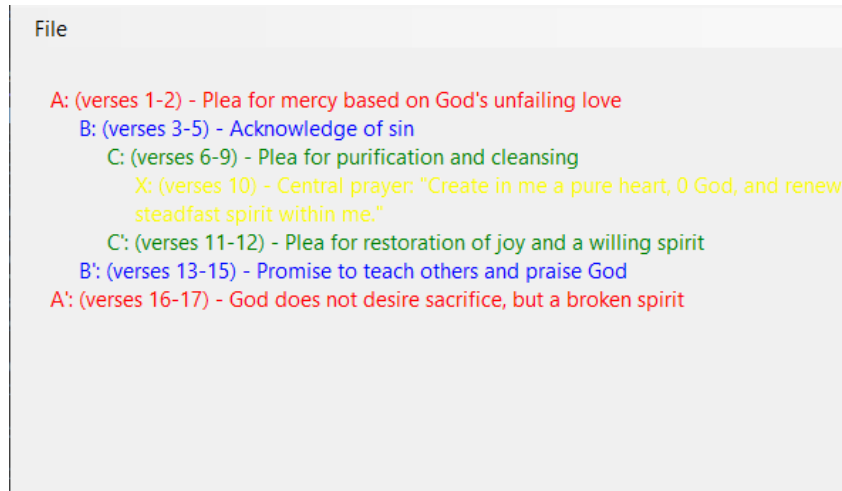 File
A: (verses 1-2) - Plea for mercy based on God's unfailing love
B: (verses 3-5) - Acknowledge of sin
C: (verses 6-9) - Plea for purification and cleansing
X: (verses 10) - Central prayer: "Create in me a pure heart, 0 God, and renew
steadfast spirit within me."
C': (verses 11-12) - Plea for restoration of joy and a willing spirit
B': (verses 13-15) - Promise to teach others and praise God
A': (verses 16-17) - God does not desire sacrifice, but a broken spirit